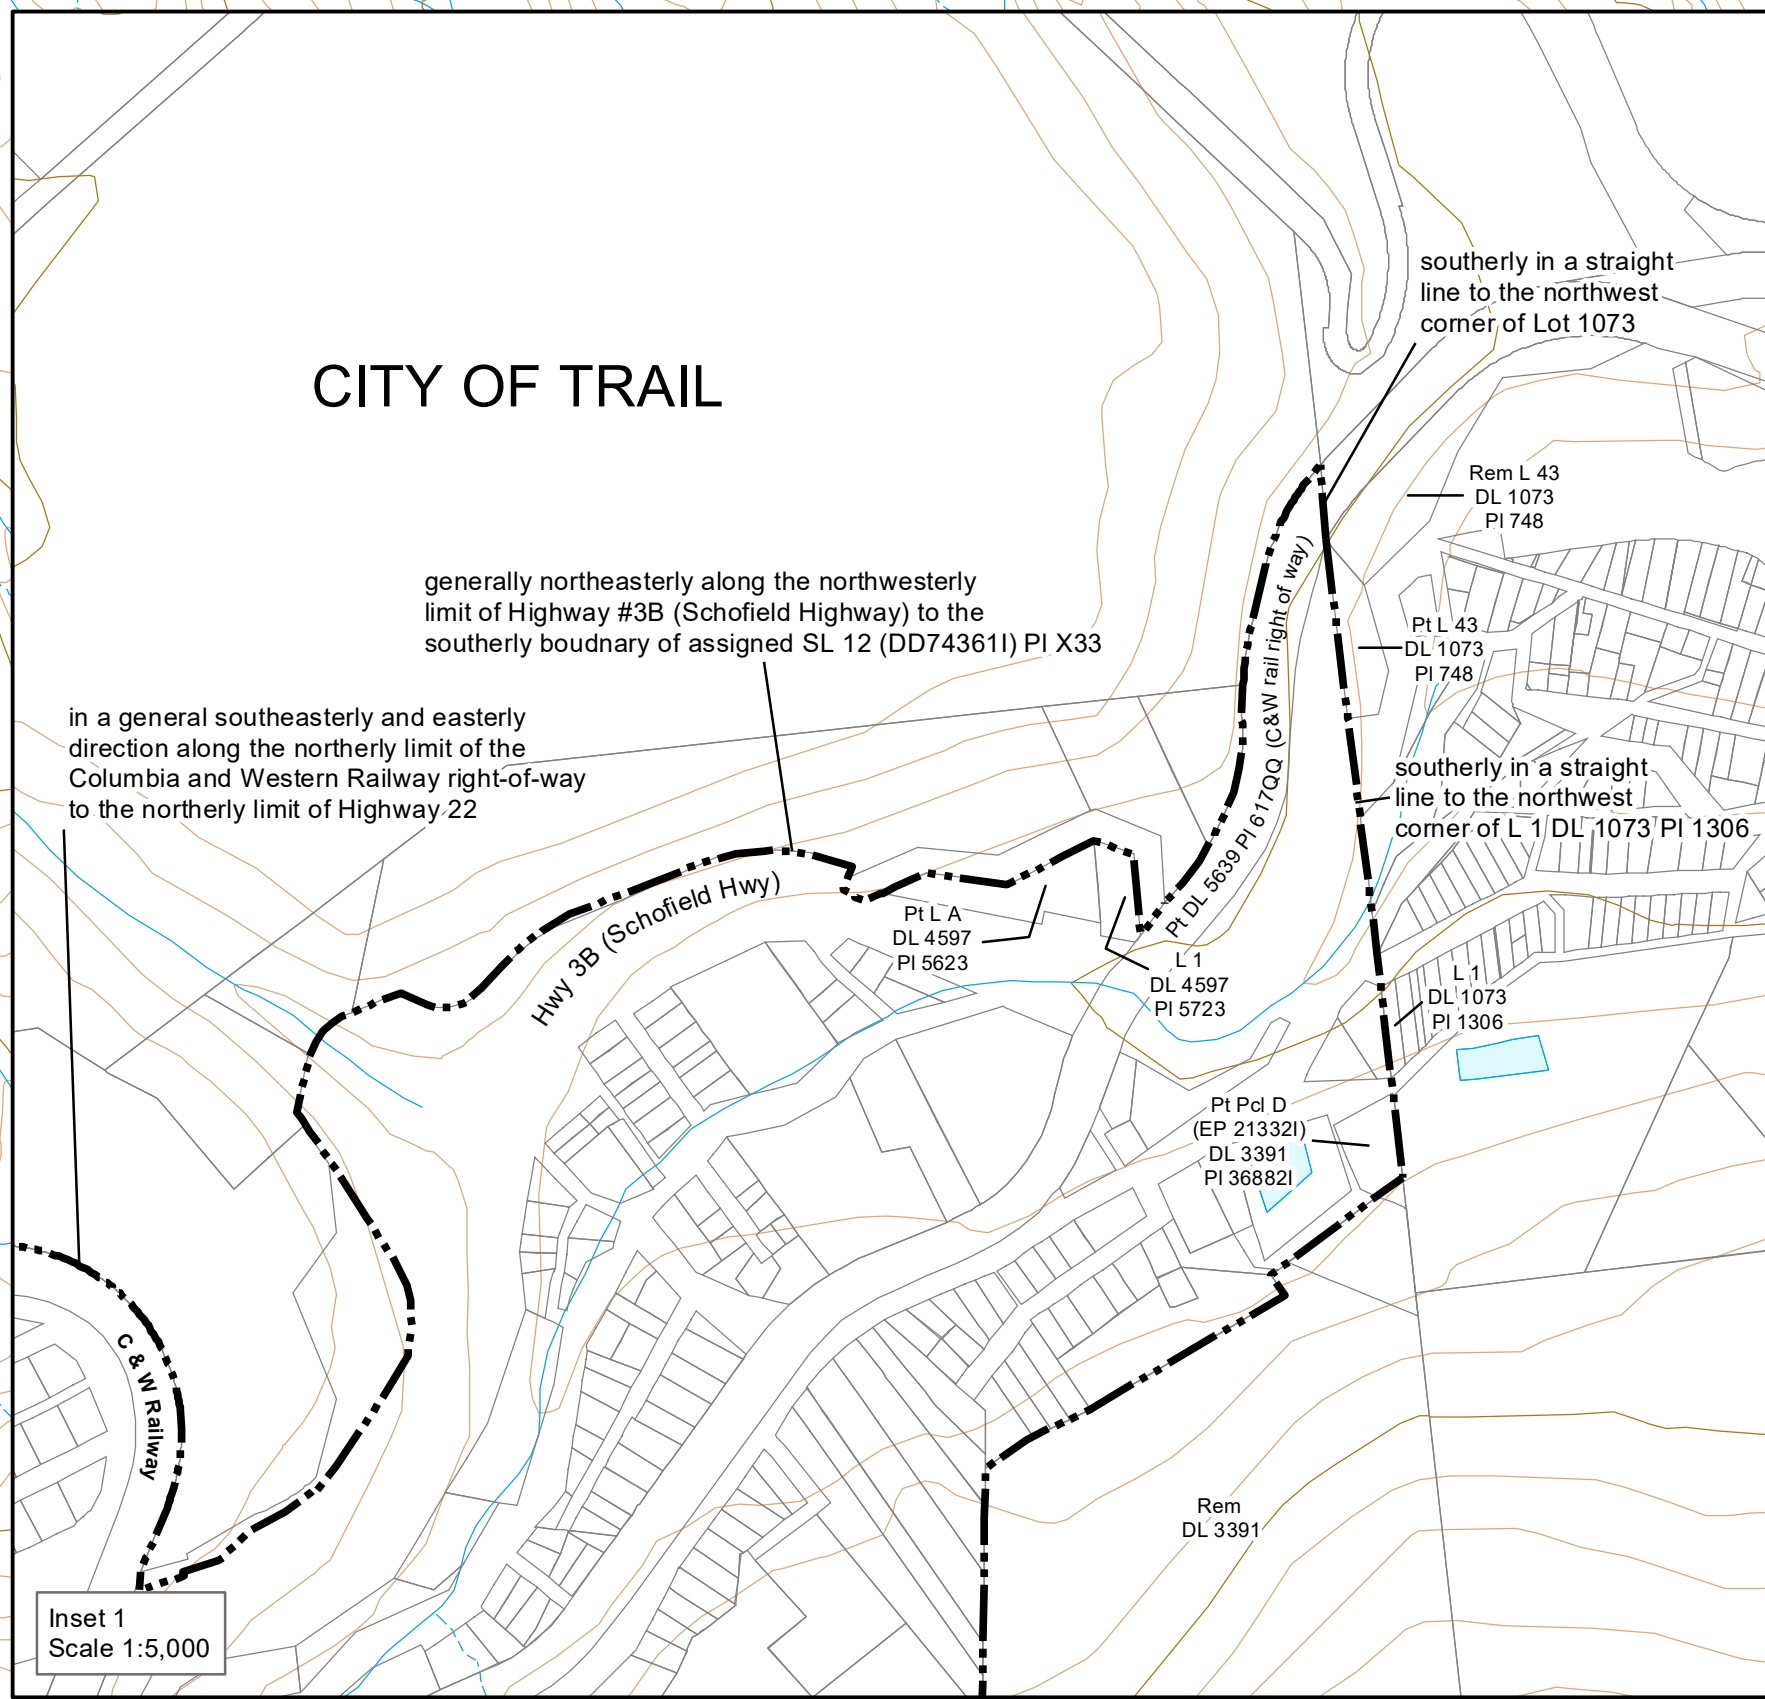 southerly in a straight
line to the northwest
corner of Lot 1073
CITY OF TRAIL
Rem L 43
DL 1073
Pl 748
generally northeasterly along the northwesterly
limit of Highway #3B (Schofield Highway) to the
southerly boudnary of assigned SL 12 (DD74361I) Pl X33
Pt L 43
DL 1073
Pl 748
in a general southeasterly and easterly
direction along the northerly limit of the
Columbia and Western Railway right-of-way
to the northerly limit of Highway 22
southerly in a straight
line to the northwest
corner of L 1 DL 1073 Pl 1306
Pt DL 5639 Pl 617QQ (C&W rail right of way)
Hwy 3B (Schofield Hwy)
Pt L A
DL 4597
Pl 5623
L 1
DL 4597
Pl 5723
L 1
DL 1073
Pl 1306
Pt Pcl D
(EP 21332I)
DL 3391
Pl 36882I
C & W Railway
Rem
DL 3391
Inset 1
Scale 1:5,000